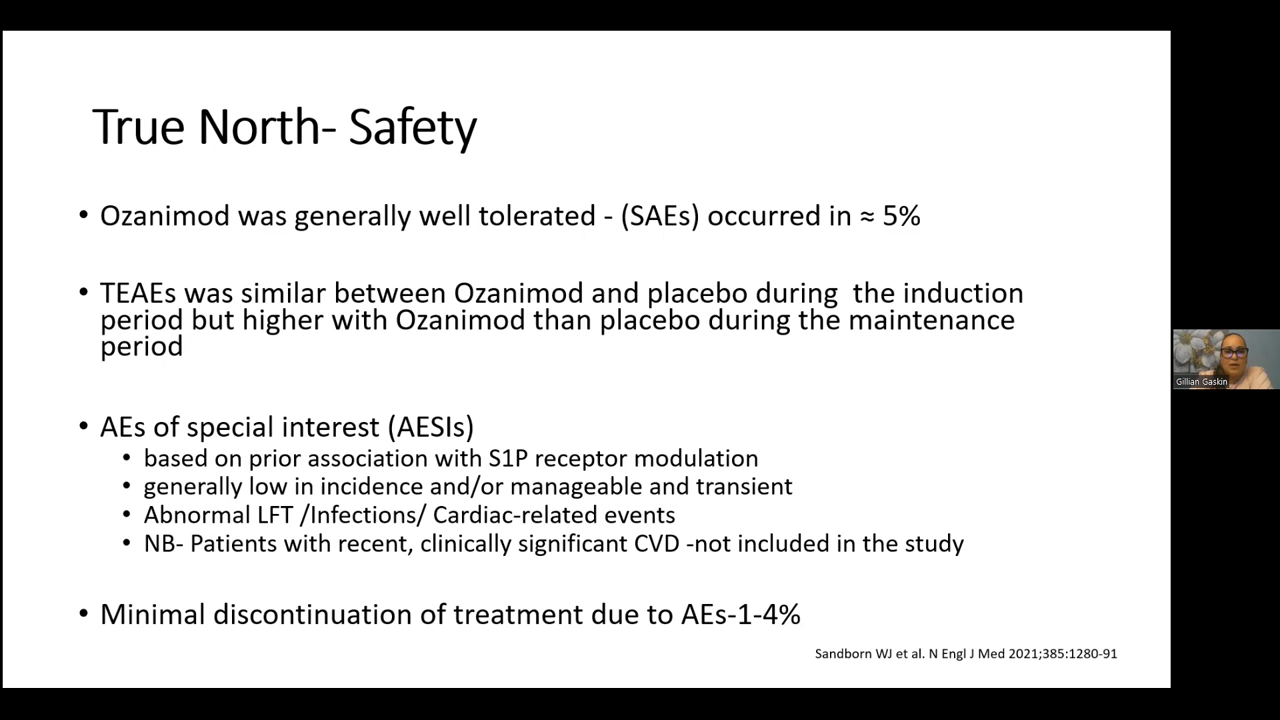 True North- Safety
• Ozanimod was generally well tolerated - (SAEs) occurred in ≈ 5%
• TEAEs was similar between Ozanimod and placebo during  the induction
period but higher with Ozanimod than placebo during the maintenance
period
• AEs of special interest (AESIs)
• based on prior association with S1P receptor modulation
• generally low in incidence and/or manageable and transient
• Abnormal LFT /Infections/ Cardiac-related events
• NB- Patients with recent, clinically significant CVD -not included in the study
• Minimal discontinuation of treatment due to AEs-1-4%
Sandborn WJ et al. N Engl J Med 2021;385:1280-91
Gillian Gaskin